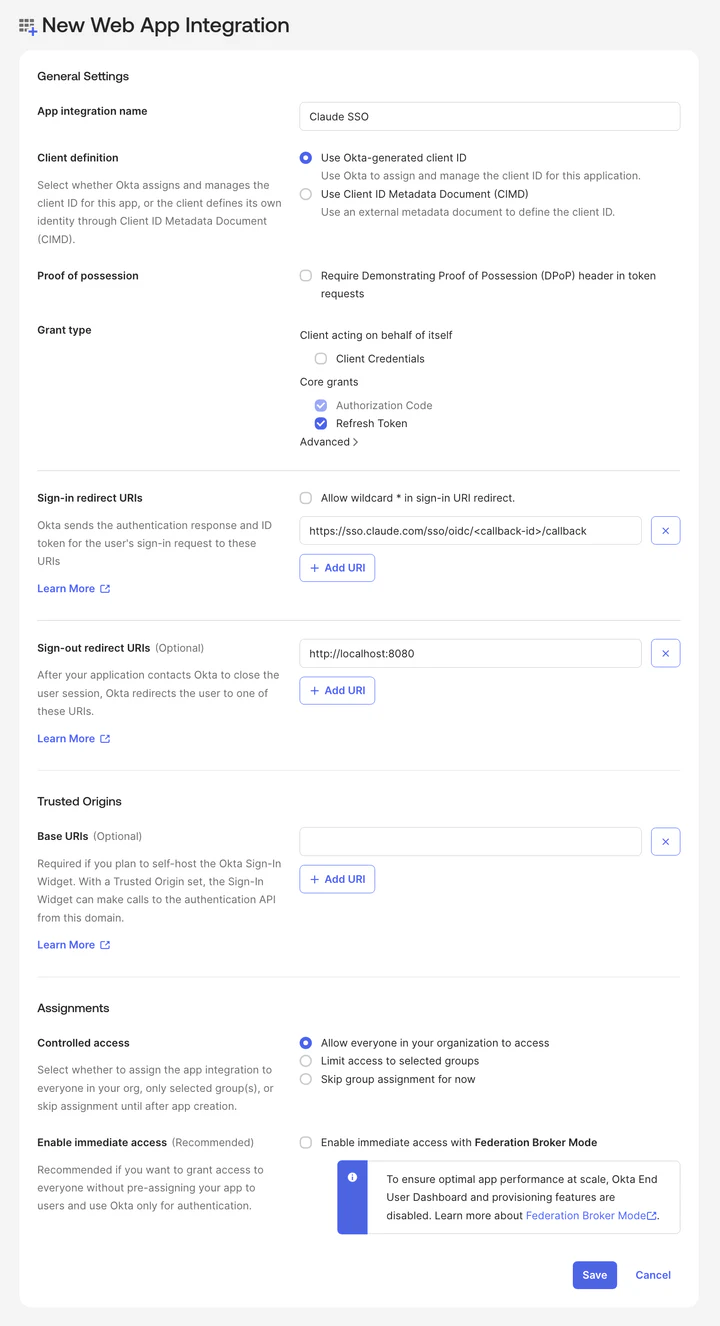 New Web App Integration
General Settings
App integration name
Claude SSO
Client definition
Select whether Okta assigns and manages the
client ID for this app, or the client defines its own
identity through Client ID Metadata Document
(CIMD).
Use Okta-generated client ID
Use Okta to assign and manage the client ID for this application.
Use Client ID Metadata Document (CIMD)
Use an external metadata document to define the client ID.
Proof of possession
Require Demonstrating Proof of Possession (DPoP) header in token
requests
Grant type
Client acting on behalf of itself
Client Credentials
Core grants
Authorization Code
Refresh Token
Advanced >
Sign-in redirect URIs
Okta sends the authentication response and ID
token for the user's sign-in request to these
URIs
Learn More
Allow wildcard * in sign-in URI redirect.
https://sso.claude.com/sso/oidc/<callback-id>/callback
×
+ Add URI
Sign-out redirect URIs (Optional)
After your application contacts Okta to close the
user session, Okta redirects the user to one of
these URIs.
Learn More
http://localhost:8080
×
+ Add URI
Trusted Origins
Base URIs (Optional)
Required if you plan to self-host the Okta Sign-In
Widget. With a Trusted Origin set, the Sign-In
Widget can make calls to the authentication API
from this domain.
Learn More
×
+ Add URI
Assignments
Controlled access
Select whether to assign the app integration to
everyone in your org, only selected group(s), or
skip assignment until after app creation.
Allow everyone in your organization to access
Limit access to selected groups
Skip group assignment for now
Enable immediate access (Recommended)
Recommended if you want to grant access to
everyone without pre-assigning your app to
users and use Okta only for authentication.
Enable immediate access with Federation Broker Mode
To ensure optimal app performance at scale, Okta End
User Dashboard and provisioning features are
disabled. Learn more about Federation Broker Mode.
Save
Cancel